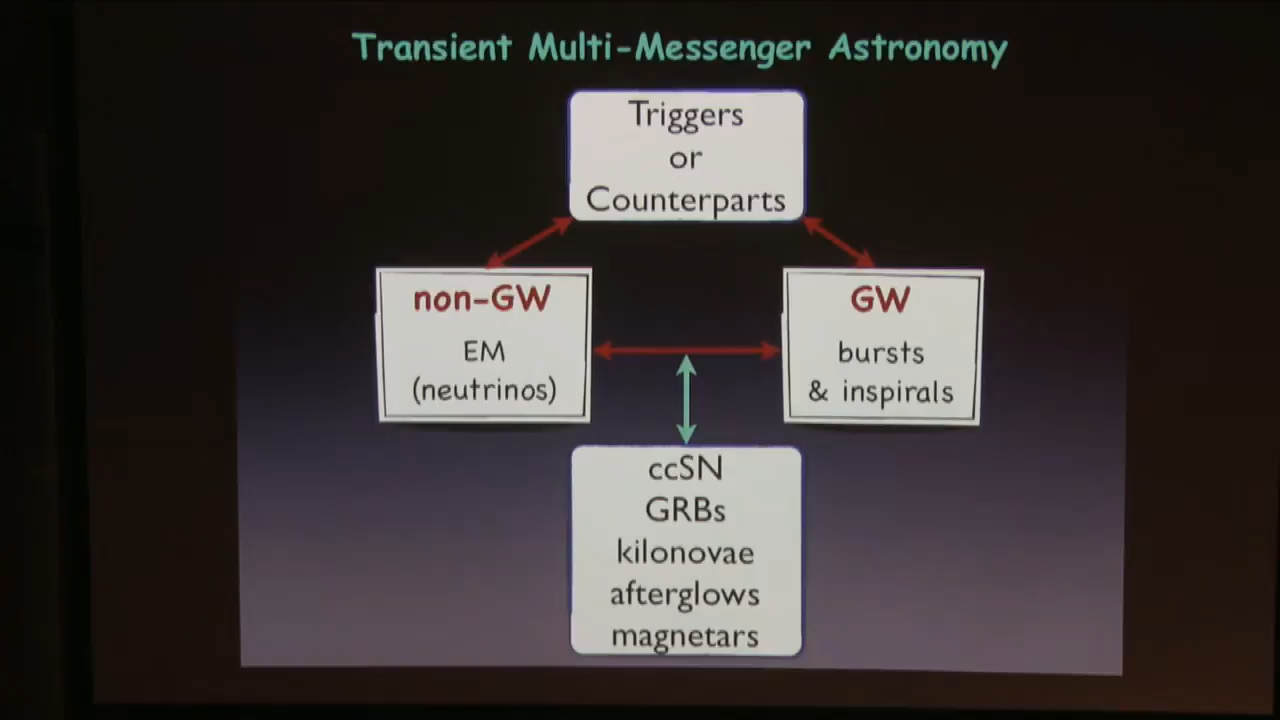 Transient Multi-Messenger Astronomy
Triggers
or
Counterparts
non-GW
EM
(neutrinos)
GW
bursts
& inspirals
ccSN
GRBs
kilonovae
afterglows
magnetars